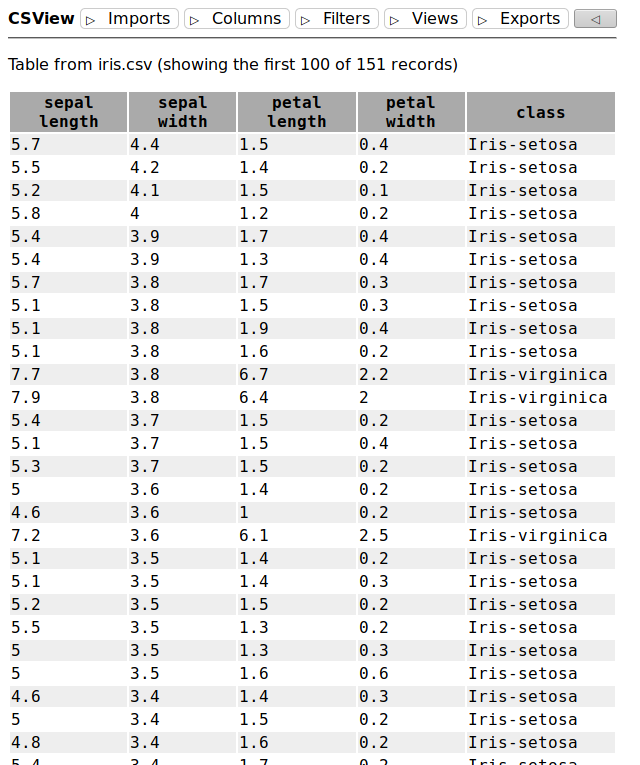 CSView ▷ Imports ▷ Columns ▷ Filters ▷ Views ▷ Exports ◁
Table from iris.csv (showing the first 100 of 151 records)
sepal length sepal width petal length petal width class
5.7 4.4 1.5 0.4 Iris-setosa
5.5 4.2 1.4 0.2 Iris-setosa
5.2 4.1 1.5 0.1 Iris-setosa
5.8 4 1.2 0.2 Iris-setosa
5.4 3.9 1.7 0.4 Iris-setosa
5.4 3.9 1.3 0.4 Iris-setosa
5.7 3.8 1.7 0.3 Iris-setosa
5.1 3.8 1.5 0.3 Iris-setosa
5.1 3.8 1.9 0.4 Iris-setosa
5.1 3.8 1.6 0.2 Iris-setosa
7.7 3.8 6.7 2.2 Iris-virginica
7.9 3.8 6.4 2 Iris-virginica
5.4 3.7 1.5 0.2 Iris-setosa
5.1 3.7 1.5 0.4 Iris-setosa
5.3 3.7 1.5 0.2 Iris-setosa
5 3.6 1.4 0.2 Iris-setosa
4.6 3.6 1 0.2 Iris-setosa
7.2 3.6 6.1 2.5 Iris-virginica
5.1 3.5 1.4 0.2 Iris-setosa
5.1 3.5 1.4 0.3 Iris-setosa
5.2 3.5 1.5 0.2 Iris-setosa
5.5 3.5 1.3 0.2 Iris-setosa
5 3.5 1.3 0.3 Iris-setosa
5 3.5 1.6 0.6 Iris-setosa
4.6 3.4 1.4 0.3 Iris-setosa
5 3.4 1.5 0.2 Iris-setosa
4.8 3.4 1.6 0.2 Iris-setosa
5.4 3.4 1.7 0.2 Iris-setosa